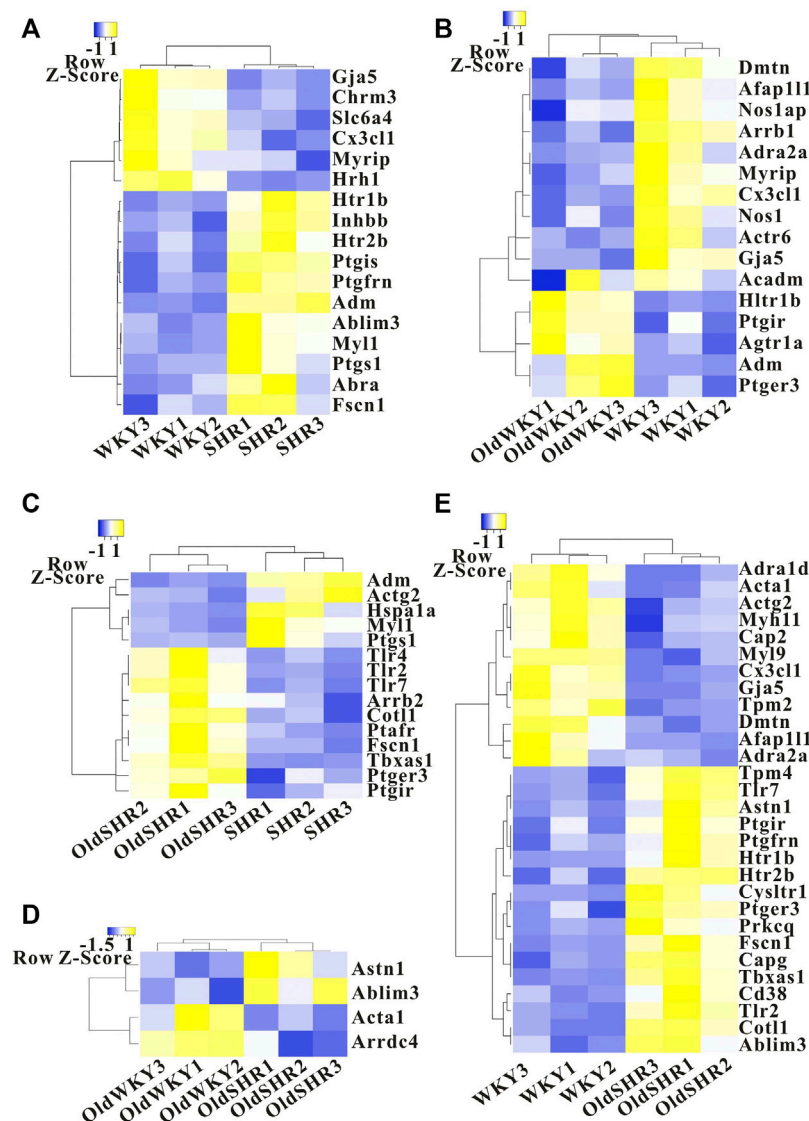 A
-1 1
Row
Z-Score
Gja5
Chrm3
Slc6a4
Cx3cl1
Myrip
Hrh1
Htr1b
Inhbb
Htr2b
Ptgis
Ptgfrn
Adm
Ablim3
Myl1
Ptgs1
Abra
Fscn1
WKY3
WKY1
WKY2
SHR1
SHR2
SHR3
B
-1 1
Row
Z-Score
Dmtn
Afap1l1
Nos1ap
Arrb1
Adra2a
Myrip
Cx3cl1
Nos1
Actr6
Gja5
Acadm
Hltr1b
Ptgir
Agtr1a
Adm
Ptger3
OldWKY1
OldWKY2
OldWKY3
WKY3
WKY1
WKY2
C
-1 1
Row
Z-Score
Adm
Actg2
Hspa1a
Myl1
Ptgs1
Tlr4
Tlr2
Tlr7
Arrb2
Cotl1
Ptafr
Fscn1
Tbxas1
Ptger3
Ptgir
OldSHR2
OldSHR1
OldSHR3
SHR1
SHR2
SHR3
D
-1.5 1
Row Z-Score
Astn1
Ablim3
Acta1
Arrdc4
OldWKY3
OldWKY1
OldWKY2
OldSHR1
OldSHR2
OldSHR3
E
-1 1
Row
Z-Score
Adra1d
Acta1
Actg2
Myh11
Cap2
Myl9
Cx3cl1
Gja5
Tpm2
Dmtn
Afap1l1
Adra2a
Tpm4
Tlr7
Astn1
Ptgir
Ptgfrn
Htr1b
Htr2b
Cysltr1
Ptger3
Prkcq
Fscn1
Capg
Tbxas1
Cd38
Tlr2
Cotl1
Ablim3
WKY3
WKY1
WKY2
OldSHR3
OldSHR1
OldSHR2